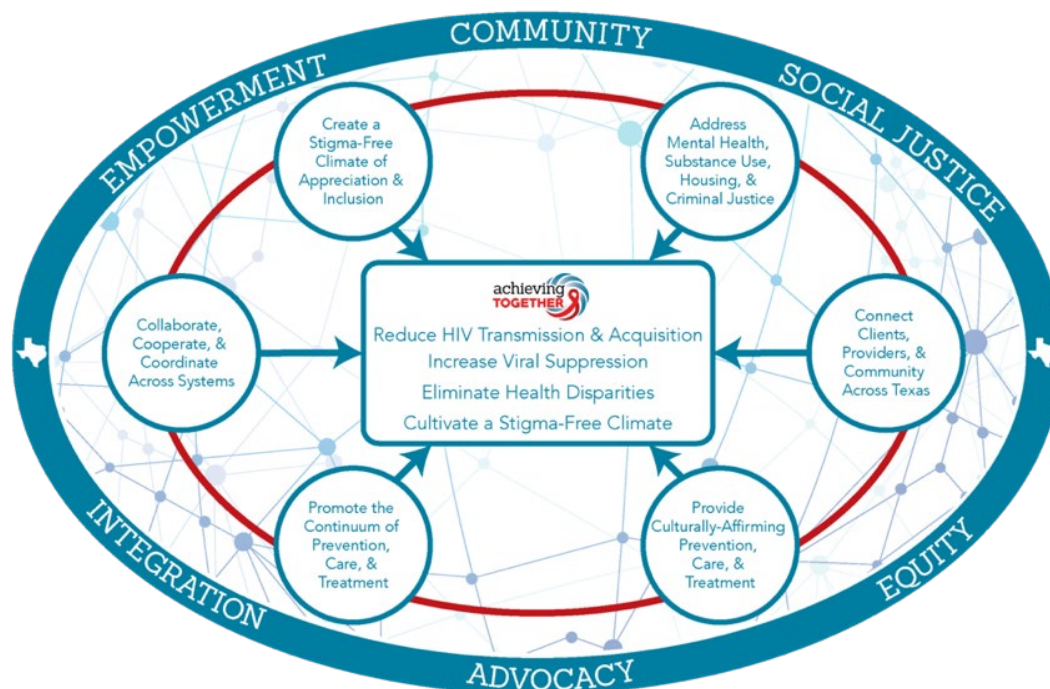 COMMUNITY
EMPOWERMENT
SOCIAL JUSTICE
Create a
Stigma-Free
Climate of
Appreciation &
Inclusion
Address
Mental Health,
Substance Use,
Housing, &
Criminal Justice
Collaborate,
Cooperate, &
Coordinate
Across Systems
achieving
TOGETHER
Reduce HIV Transmission & Acquisition
Increase Viral Suppression
Eliminate Health Disparities
Cultivate a Stigma-Free Climate
Connect
Clients,
Providers, &
Community
Across Texas
Promote the
Continuum of
Prevention,
Care, &
Treatment
Provide
Culturally-Affirming
Prevention,
Care, &
Treatment
INTEGRATION
EQUITY
ADVOCACY